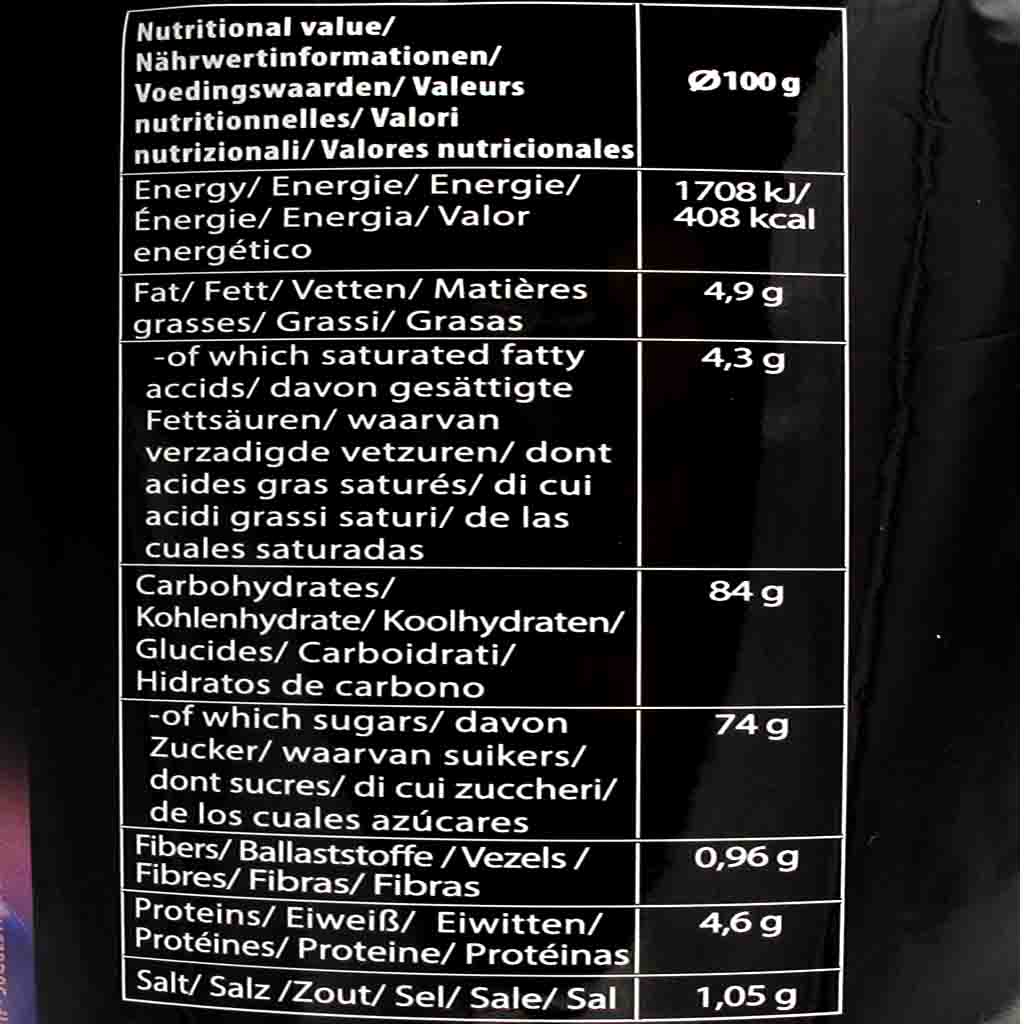 Nutritional value/
Nährwertinformationen/
Voedingswaarden/ Valeurs
nutritionnelles/ Valori
nutrizionali/ Valores nutricionales
Ø100 g
Energy/ Energie/ Energie/
Énergie/ Energia/ Valor
energético
1708 kJ/
408 kcal
Fat/ Fett/ Vetten/ Matières
grasses/ Grassi/ Grasas
4,9 g
-of which saturated fatty
accids/ davon gesättigte
Fettsäuren/ waarvan
verzadigde vetzuren/ dont
acides gras saturés/ di cui
acidi grassi saturi/ de las
cuales saturadas
4,3 g
Carbohydrates/
Kohlenhydrate/ Koolhydraten/
Glucides/ Carboidrati/
Hidratos de carbono
84 g
-of which sugars/ davon
Zucker/ waarvan suikers/
dont sucres/ di cui zuccheri/
de los cuales azúcares
74 g
Fibers/ Ballaststoffe / Vezels /
Fibres/ Fibras/ Fibras
0,96 g
Proteins/ Eiweiß/ Eiwitten/
Protéines/ Proteine/ Protéinas
4,6 g
Salt/ Salz /Zout/ Sel/ Sale/ Sal
1,05 g